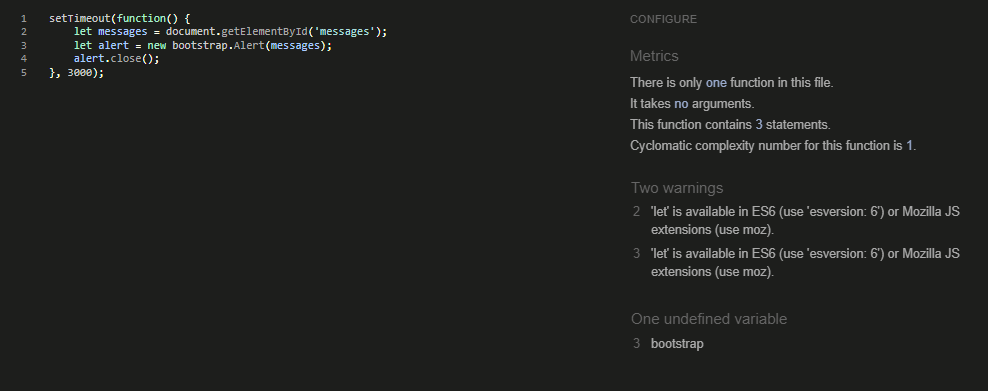 CONFIGURE
1 setTimeout(function() {
2 let messages = document.getElementById('messages');
3 let alert = new bootstrap.Alert(messages);
4 alert.close();
5 }, 3000);
Metrics
There is only one function in this file.
It takes no arguments.
This function contains 3 statements.
Cyclomatic complexity number for this function is 1.
Two warnings
2 'let' is available in ES6 (use 'esversion: 6') or Mozilla JS
extensions (use moz).
3 'let' is available in ES6 (use 'esversion: 6') or Mozilla JS
extensions (use moz).
One undefined variable
3 bootstrap